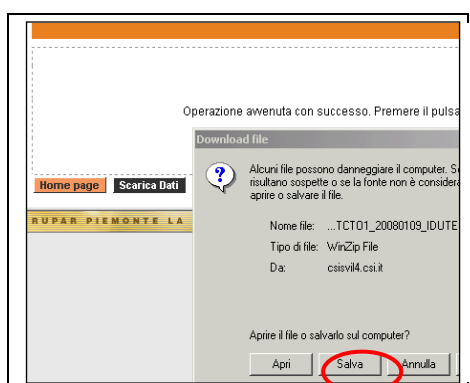 Operazione avvenuta con successo. Premere il pulsa
Download file
Alcuni file possono danneggiare il computer. Se
risultano sospette o se la fonte non è considera
aprire o salvare il file.
Home page Scarica Dati
RUPAR PIEMONTE LA
Nome file: ...TCTO1_20080109_IDUTE
Tipo di file: WinZip File
Da: csisvil4.csi.it
Aprire il file o salvarlo sul computer?
Apri Salva Annulla